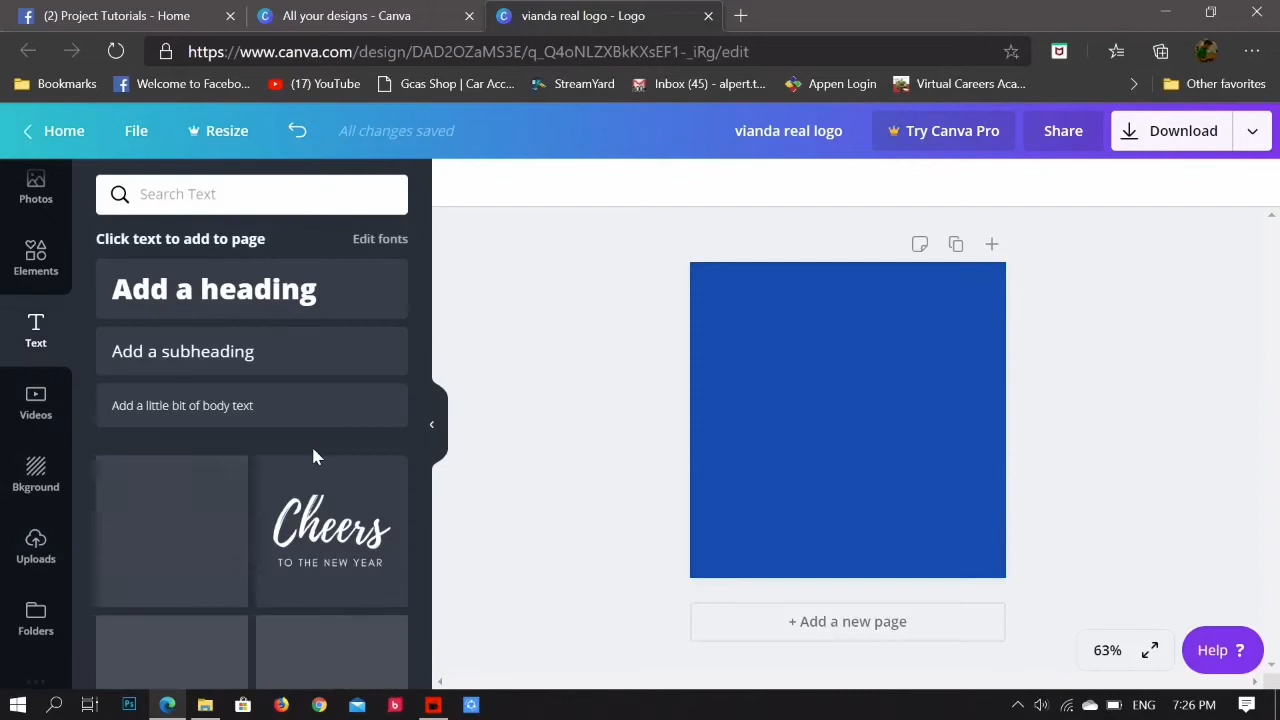 (2) Project Tutorials - Home
All your designs - Canva
vianda real logo - Logo
https://www.canva.com/design/DAD2OZaMS3E/q_Q4oNLZXBkKXsEF1-_iRg/edit
Bookmarks
Welcome to Facebo...
(17) YouTube
Gcas Shop | Car Acc...
StreamYard
Inbox (45) - alpert.t...
Appen Login
Virtual Careers Aca...
Other favorites
Home
File
Resize
All changes saved
vianda real logo
Try Canva Pro
Share
Download
Photos
Elements
Text
Videos
Bkground
Uploads
Folders
Search Text
Click text to add to page
Edit fonts
Add a heading
Add a subheading
Add a little bit of body text
Cheers
TO THE NEW YEAR
+ Add a new page
63%
Help ?
ENG
7:26 PM